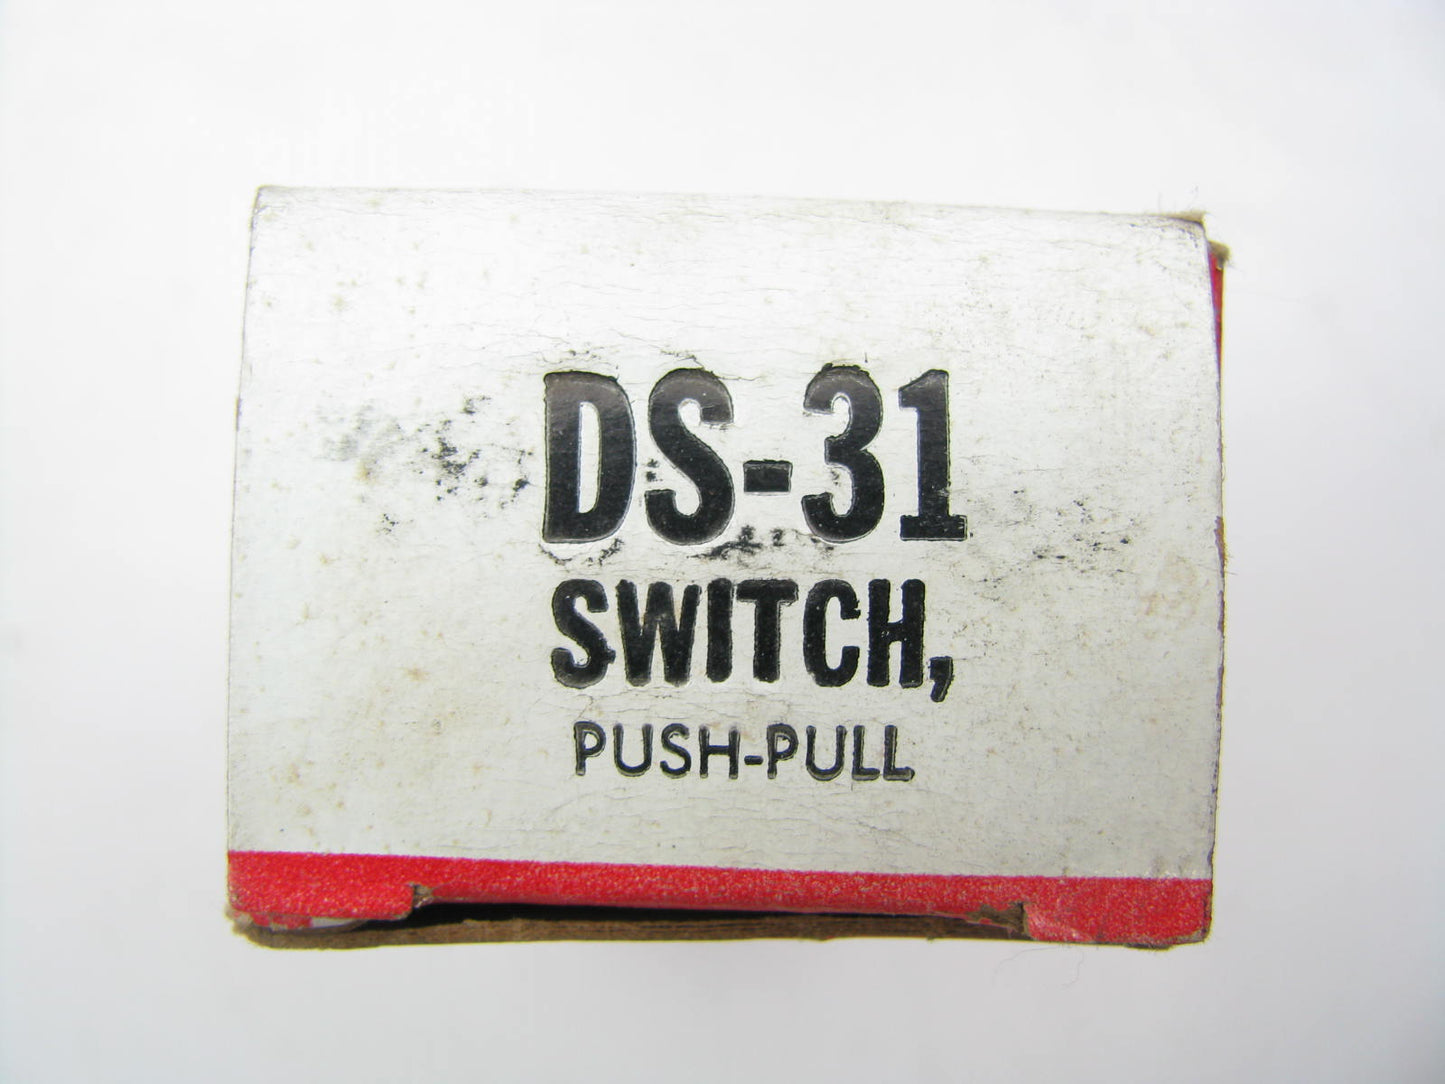 DS-31
SWITCH,
PUSH-PULL